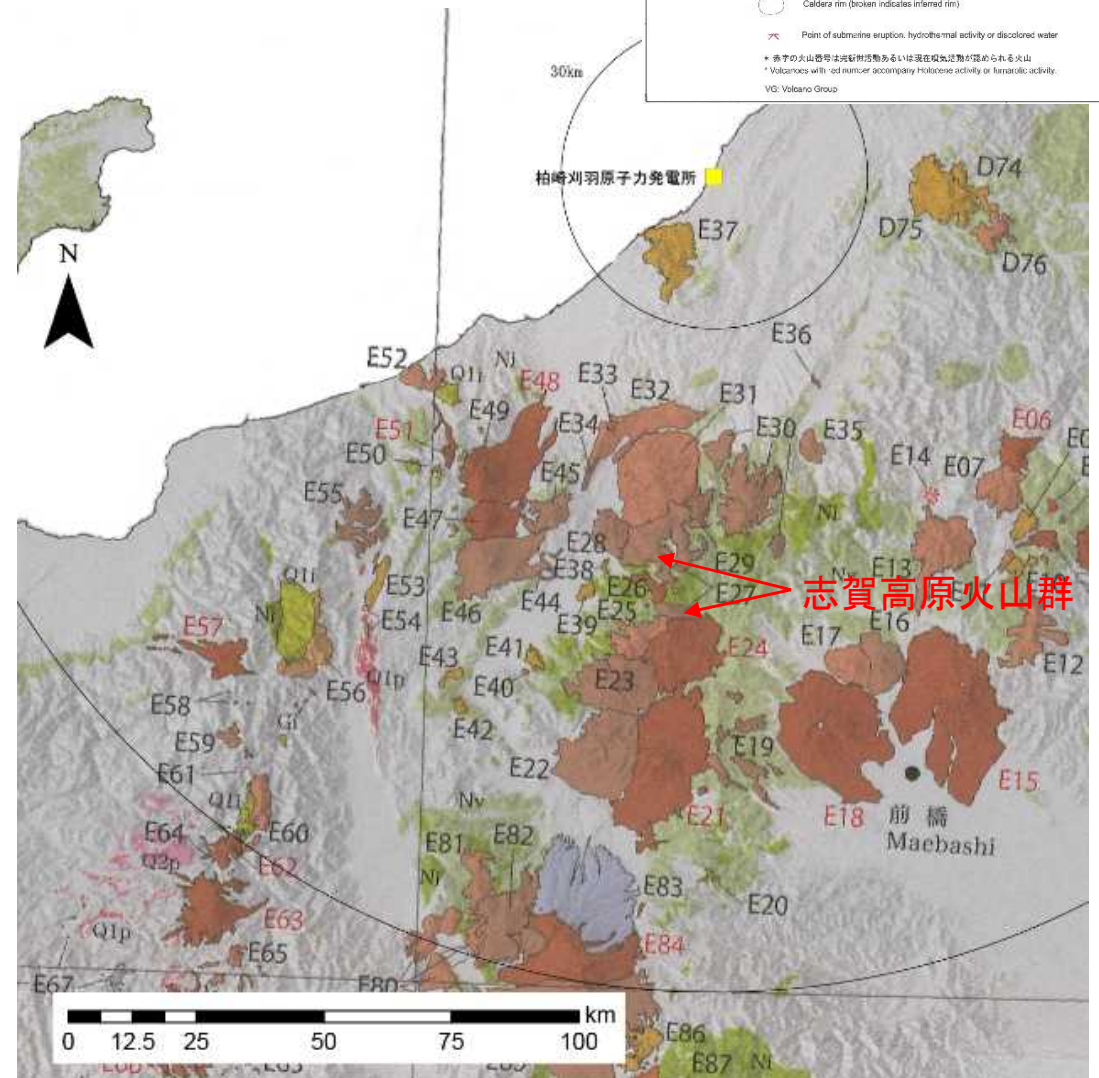 Caldera rim (broken indicates inferred rim)
Point of submarine eruption, hydrothermal activity or discolored water
* 赤字の火山番号は完新世活動あるいは現在噴気活動が認められる火山
* Volcanoes with red number accompany Holocene activity or fumarolic activity.
VG: Volcano Group
30km
柏崎刈羽原子力発電所
D74
D75
E37
D76
N
E36
E52
Q1i
Ni
E48
E33
E32
E31
E51
E49
E34
E30
E35
E06
E14
E07
E50
E45
E55
E47
Ni
E28
E38
E29
E13
Q1i
E53
E46
E44
E26
E27
志賀高原火山群
E25
E39
Ni
E54
E57
E41
E17
E16
E43
E24
E12
E56
Q1p
E40
E23
E58
E42
E59
E19
E61
E22
Q1i
Nv
E15
E21
E18
前橋
Maebashi
E64
E60
E81
E82
Q2p
E62
Ni
E83
E20
E63
Q1p
E65
E84
E67
E80
km
0
12.5
25
50
75
100
E86
E87
Ni